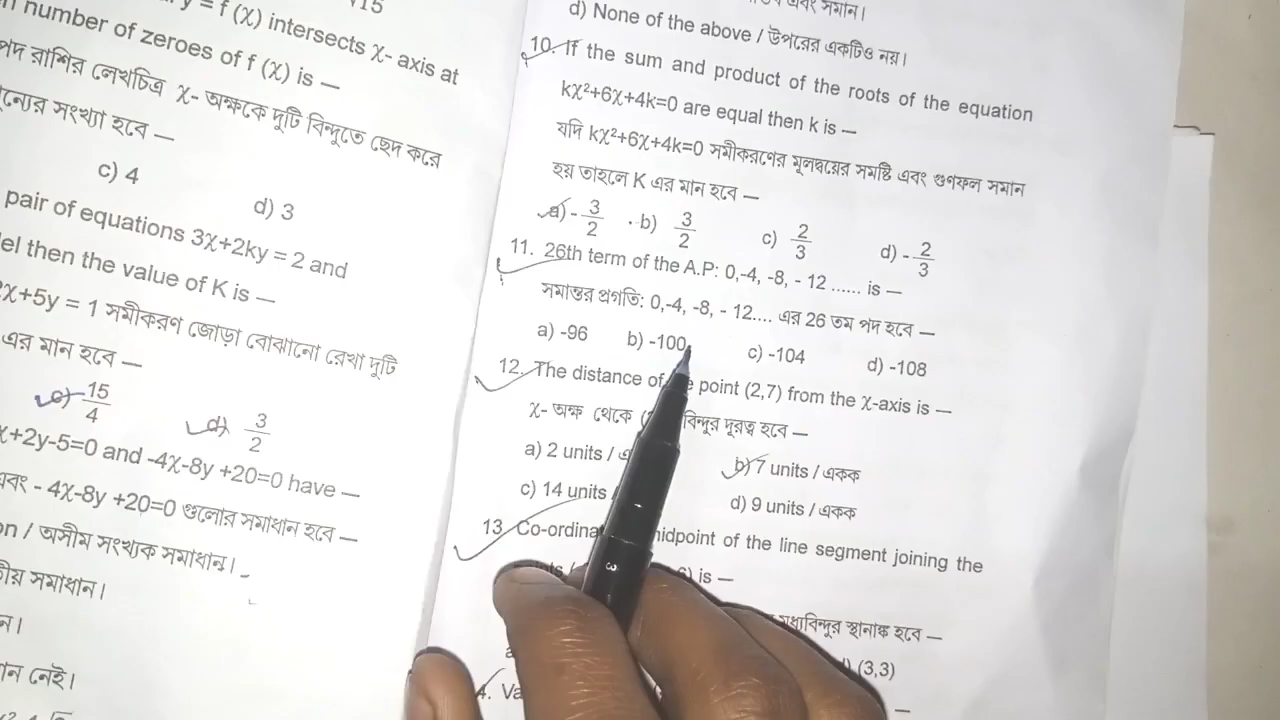 y = f (χ) intersects χ- axis at
number of zeroes of f (χ) is —
রাশির লেখচিত্র χ- অক্ষকে দুটি বিন্দুতে ছেদ করে
সংখ্যা হবে —
c) 4
d) 3
pair of equations 3χ+2ky = 2 and
then the value of K is —
χ+5y = 1 সমীকরণ জোড়া বোঝানো রেখা দুটি
এর মান হবে —
c) 15/4
d) 3/2
χ+2y-5=0 and -4χ-8y +20=0 have —
এবং - 4χ-8y +20=0 গুলোর সমাধান হবে —
/ অসীম সংখ্যক সমাধান।
সমাধান।
নেই।
এবং সমান।
d) None of the above / উপরের একটিও নয়।
10. If the sum and product of the roots of the equation
kχ²+6χ+4k=0 are equal then k is —
যদি kχ²+6χ+4k=0 সমীকরণের মূলদ্বয়ের সমষ্টি এবং গুণফল সমান
হয় তাহলে K এর মান হবে —
a) - 3/2 b) 3/2 c) 2/3 d) - 2/3
11. 26th term of the A.P: 0,-4, -8, - 12 ...... is —
সমান্তর প্রগতি: 0,-4, -8, - 12.... এর 26 তম পদ হবে —
a) -96 b) -100 c) -104 d) -108
12. The distance of point (2,7) from the χ-axis is —
χ- অক্ষ থেকে বিন্দুর দূরত্ব হবে —
a) 2 units / b) 7 units / একক
c) 14 units d) 9 units / একক
13. midpoint of the line segment joining the
is —
মধ্যবিন্দুর স্থানাঙ্ক হবে —
(3,3)